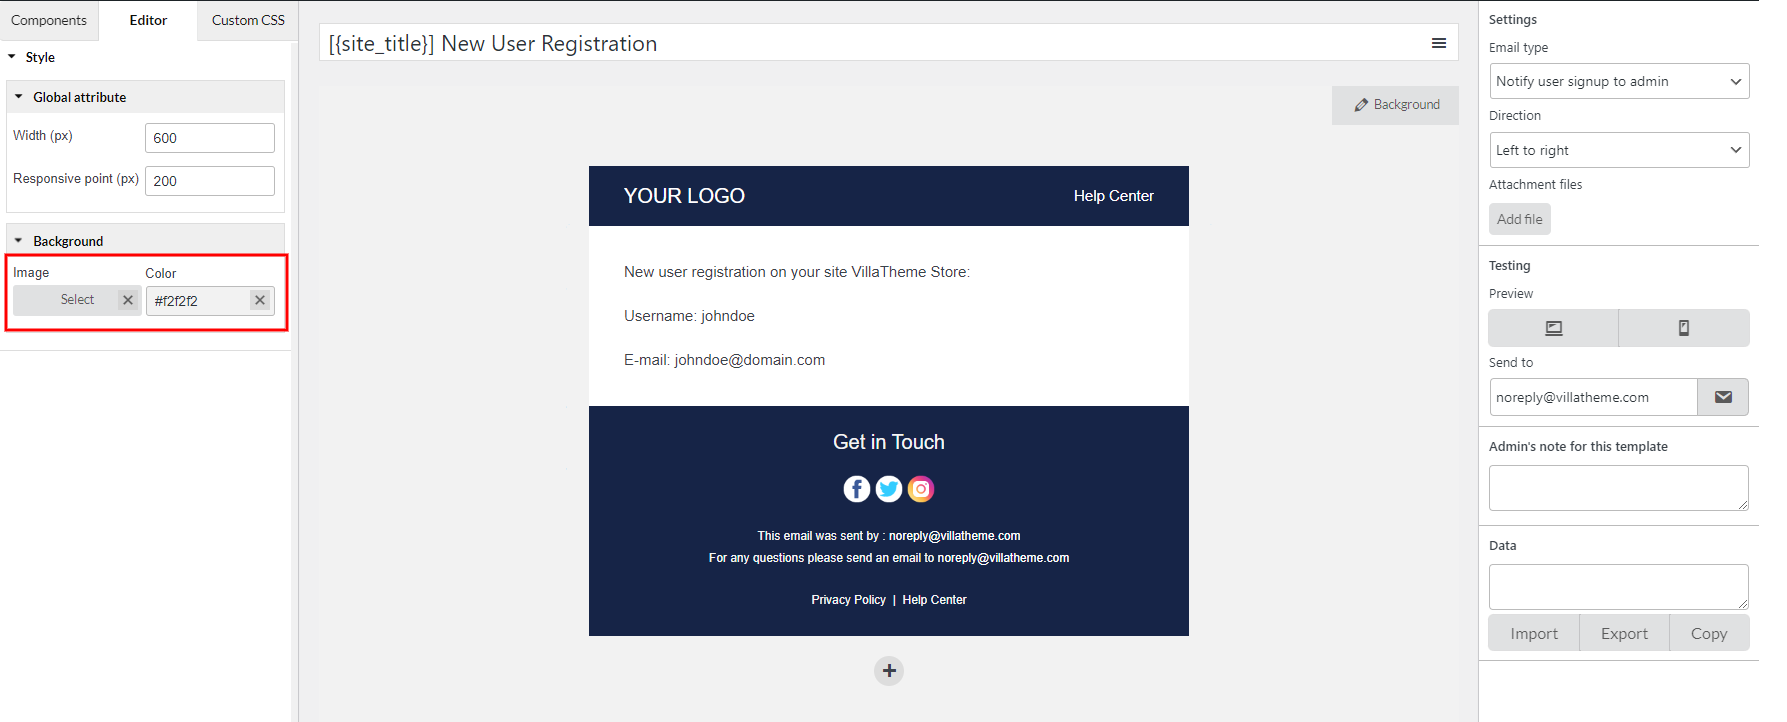 Components
Editor
Custom CSS
Style
Global attribute
Width (px)
600
Responsive point (px)
200
Background
Image
Color
Select
#f2f2f2
[{site_title}] New User Registration
Background
YOUR LOGO
Help Center
New user registration on your site VillaTheme Store:
Username: johndoe
E-mail: johndoe@domain.com
Get in Touch
This email was sent by : noreply@villatheme.com
For any questions please send an email to noreply@villatheme.com
Privacy Policy | Help Center
Settings
Email type
Notify user signup to admin
Direction
Left to right
Attachment files
Add file
Testing
Preview
Send to
noreply@villatheme.com
Admin's note for this template
Data
Import
Export
Copy